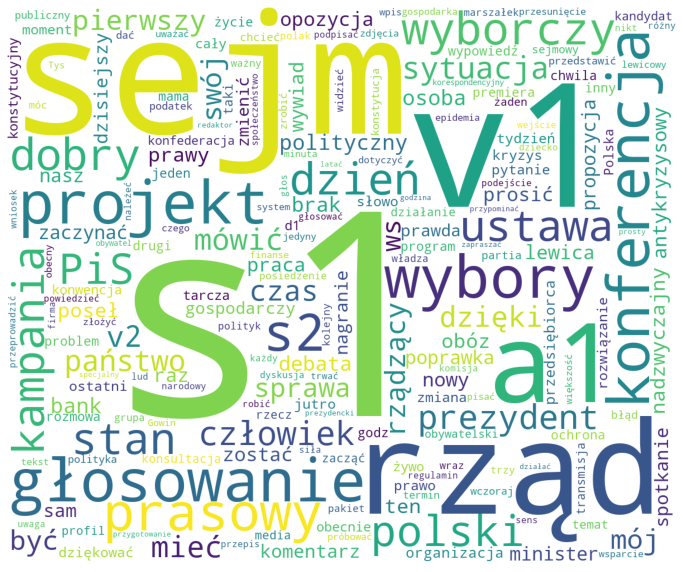 publiczny
moment
pierwszy
życie
cały
dać
uważać
polak
chcieć
opozycja
wpis
gospodarka
podpisać
zdjęcia
marszałek
przesunięcie
kandydat
nikt
różny
wyborczy
wypowiedź
sejmowy
przedstawić
lewicowy
konstytucyjny
Tys
móc
sejm
dzisiejszy
swój
mama
podatek
taki
ważny
redaktor
społeczeństwo
zmienić
zrobić
wywiad
widzieć
konstytucja
korespondencyjny
sytuacja
osoba
premiera
chwila
żaden
inny
epidemia
wejście
dziecko
propozycja
Polska
konferencja
dobry
nasz
konfederacja
prawy
jeden
polityczny
minuta
latać
dotyczyć
tydzień
kryzys
pytanie
podejście
prosić
v1
antykryzysowy
nadzwyczajny
wniosek
należeć
projekt
dzień
brak
głos
godzina
słowo
system
głosować
przypominać
działanie
zapraszać
prosty
zaczynać
obywatel
drugi
czego
mówić
d1
jedyny
ws
prawda
program
partia
władza
ustawa
lewica
kampania
obecny
powiedzieć
PiS
konwencja
firma
złożyć
przeprowadzić
finanse
posiedzenie
praca
tarcza
gospodarczy
czas
polityk
kolejny
nagranie
s1
s2
wybory
dzięki
obóz
rządzący
przedsiębiorca
rozwiązanie
poseł
v2
problem
państwo
specjalny
lud
narodowy
każdy
dyskusja
trwać
debata
komisja
poprawka
nowy
zmiana
większość
a1
ostatni
raz
bank
rozmowa
grupa
Gowin
sprawa
robić
prezydencki
rzecz
jutro
pisać
prezydent
błąd
stan
człowiek
godz
obywatelski
ochrona
tekst
polityka
konsultacja
zostać
siła
zacząć
żywo
wraz
trzy
działać
regulamin
prawo
termin
wczoraj
transmisja
spotkanie
głosowanie
rząd
sam
uwaga
profil
przygotowanie
prasowy
pakiet
przepis
próbować
obecnie
ten
sens
temat
mój
być
dziękować
mieć
media
komentarz
polski
organizacja
minister
wsparcie